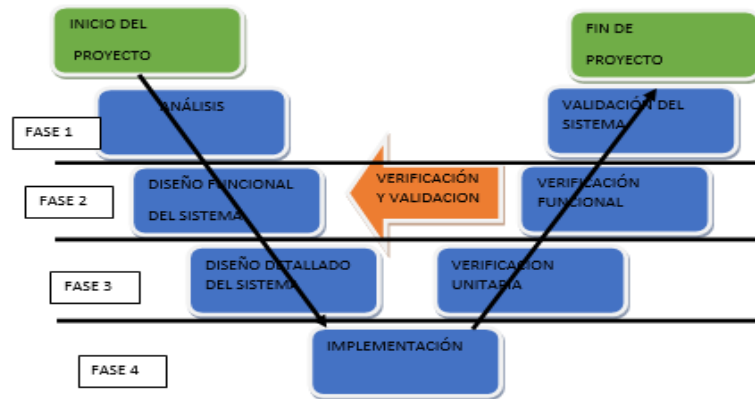 INICIO DEL
PROYECTO
FIN DE
PROYECTO
FASE 1
ANÁLISIS
VALIDACIÓN DEL
SISTEMA
FASE 2
DISEÑO FUNCIONAL
DEL SISTEMA
VERIFICACIÓN
Y VALIDACION
VERIFICACIÓN
FUNCIONAL
FASE 3
DISEÑO DETALLADO
DEL SISTEMA
VERIFICACION
UNITARIA
FASE 4
IMPLEMENTACIÓN